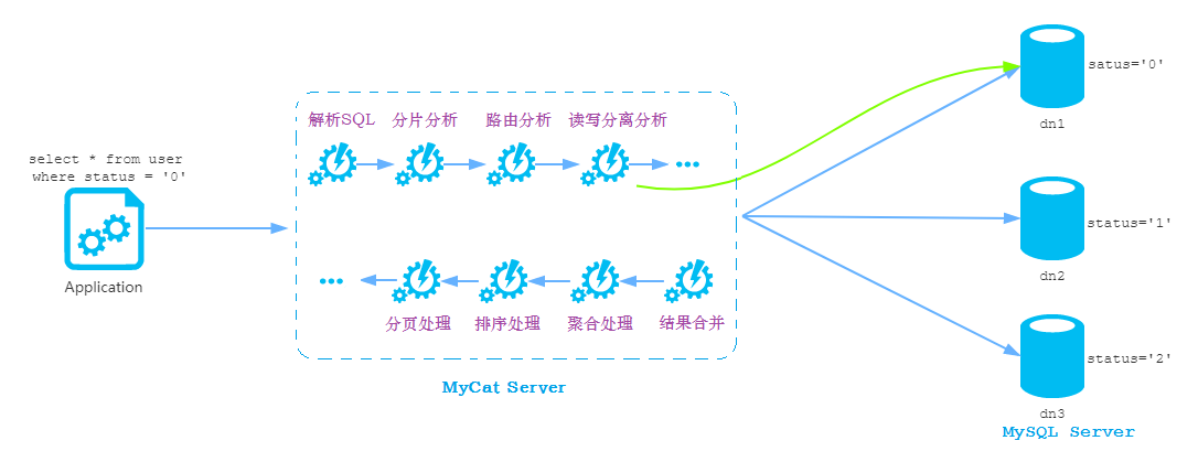 select * from user
where status = '0'
Application
解析SQL 分片分析 路由分析 读写分离分析
...
...
分页处理 排序处理 聚合处理 结果合并
MyCat Server
satus='0'
dn1
status='1'
dn2
status='2'
dn3
MySQL Server